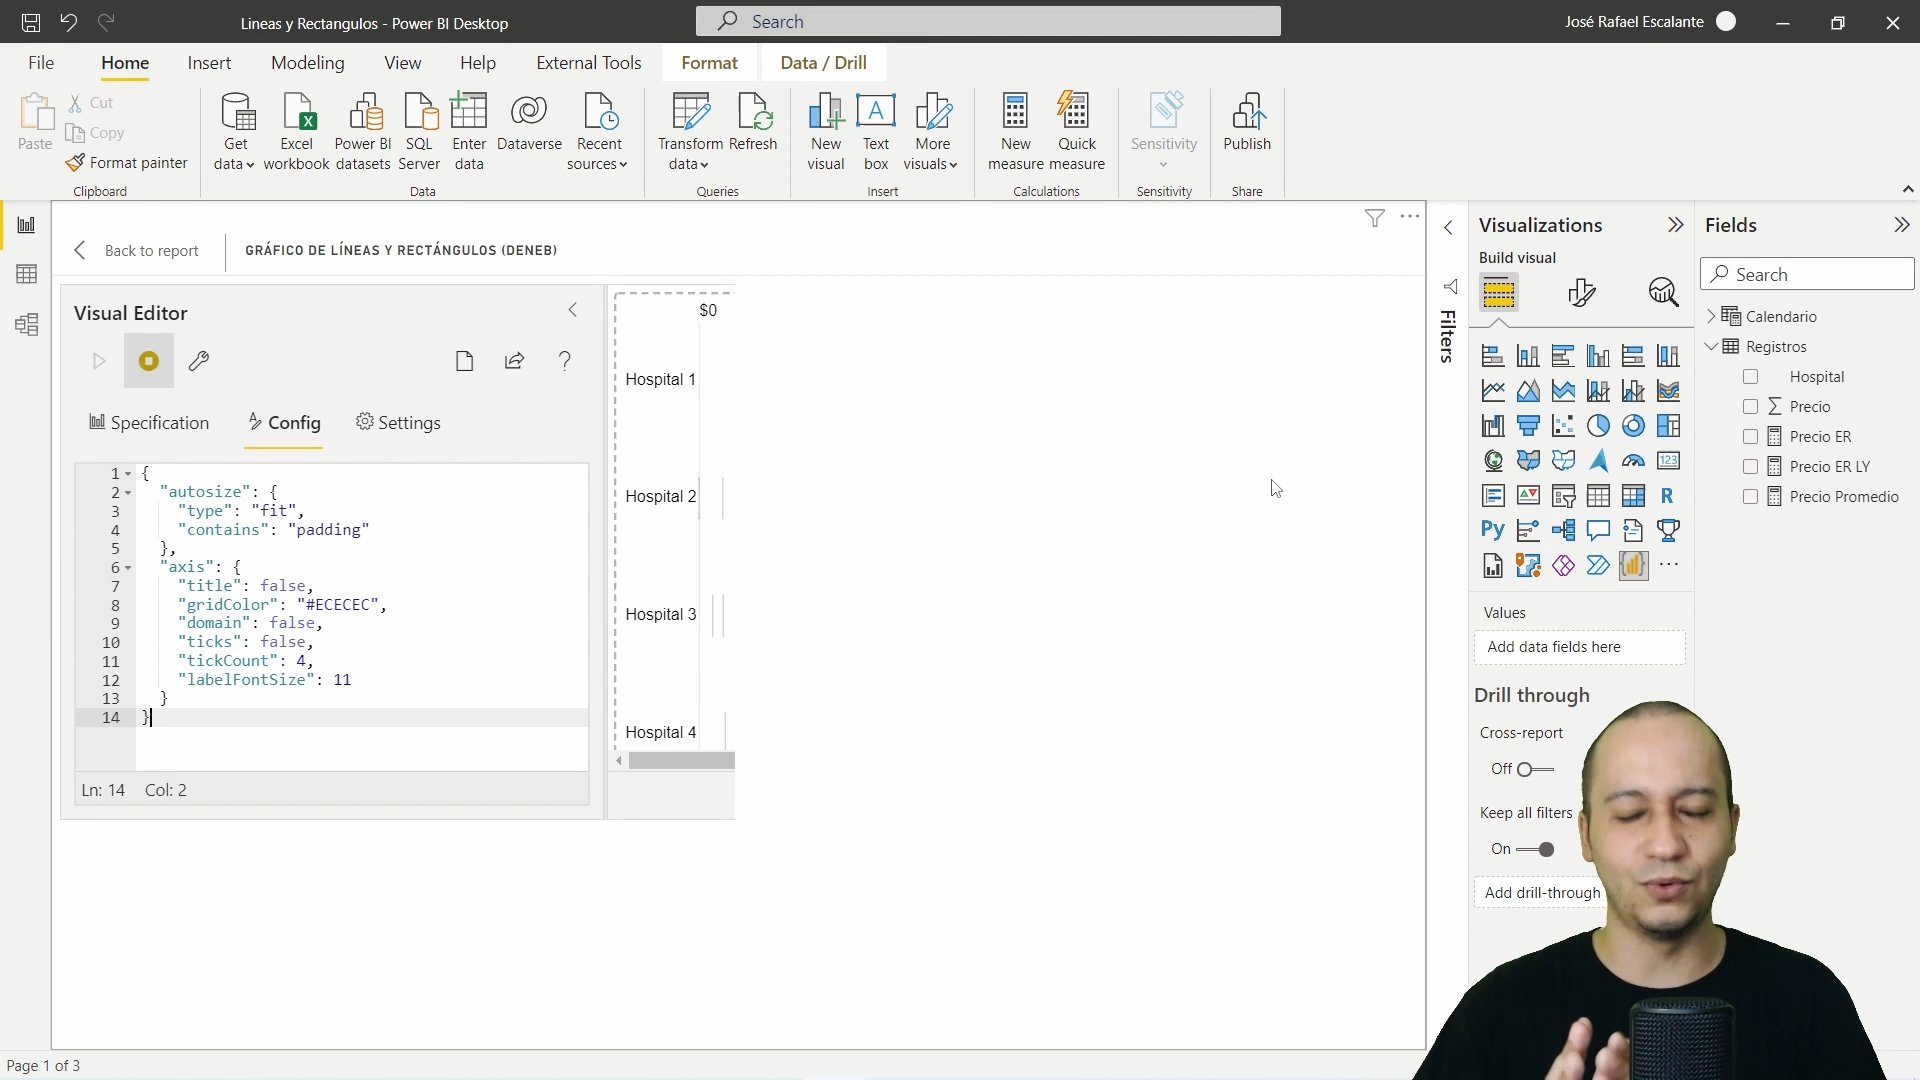 Lineas y Rectangulos - Power BI Desktop
Search
José Rafael Escalante
File
Home
Insert
Modeling
View
Help
External Tools
Format
Data / Drill
Paste
Cut
Copy
Format painter
Clipboard
Get data
Excel workbook
Power BI datasets
SQL Server
Enter data
Dataverse
Recent sources
Data
Transform data
Refresh
Queries
New visual
Text box
More visuals
Insert
New measure
Quick measure
Calculations
Sensitivity
Sensitivity
Publish
Share
Back to report
GRÁFICO DE LÍNEAS Y RECTÁNGULOS (DENEB)
Visual Editor
Specification
Config
Settings
1 {
2 "autosize": {
3 "type": "fit",
4 "contains": "padding"
5 },
6 "axis": {
7 "title": false,
8 "gridColor": "#ECECEC",
9 "domain": false,
10 "ticks": false,
11 "tickCount": 4,
12 "labelFontSize": 11
13 }
14 }
Ln: 14 Col: 2
$0
Hospital 1
Hospital 2
Hospital 3
Hospital 4
Filters
Visualizations
Build visual
123
R
Py
Values
Add data fields here
Drill through
Cross-report
Off
Keep all filters
On
Add drill-through
Fields
Search
Calendario
Registros
Hospital
Precio
Precio ER
Precio ER LY
Precio Promedio
Page 1 of 3